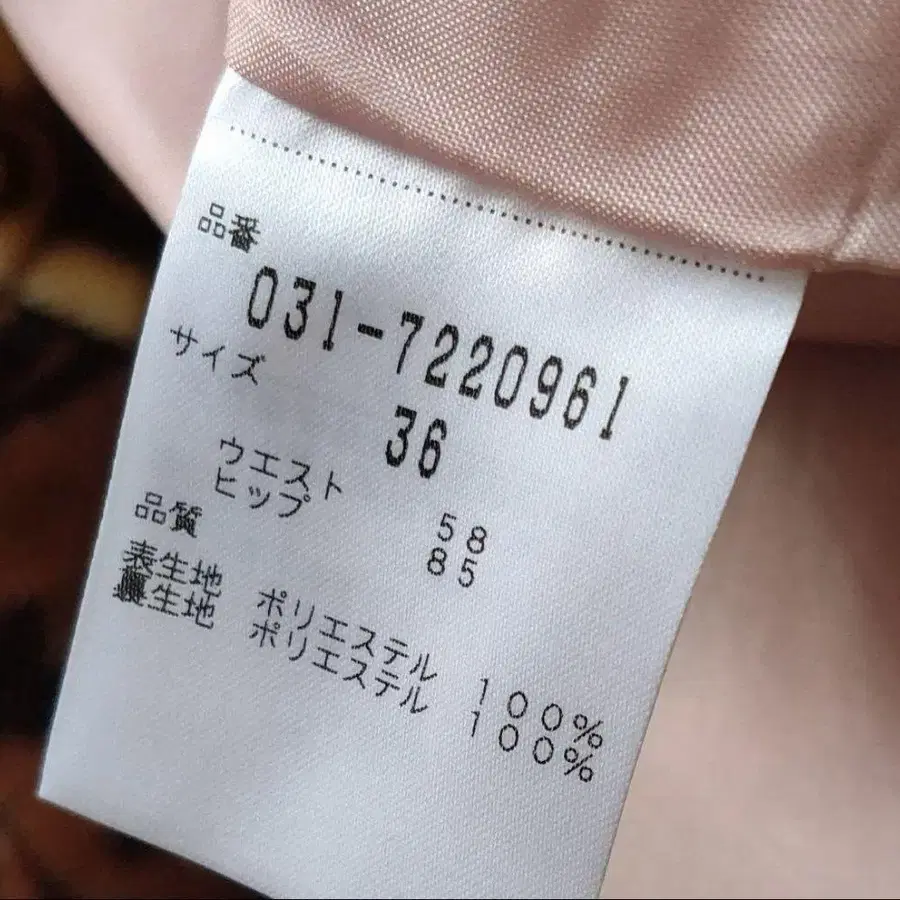 品番
031-7220961
サイズ
36
ウエスト 58
ヒップ 85
品質
表生地 ポリエステル 100%
裏生地 ポリエステル 100%